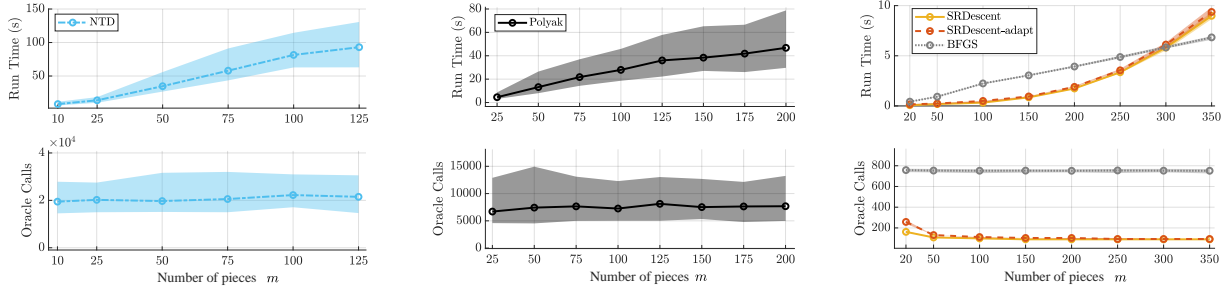 150
100
50
Run Time (s)
NTD
10 25 50 75 100 125
×10⁴
4
2
0
Oracle Calls
10 25 50 75 100 125
Number of pieces m
80
60
40
20
0
Run Time (s)
Polyak
25 50 75 100 125 150 175 200
15000
10000
5000
0
Oracle Calls
25 50 75 100 125 150 175 200
Number of pieces m
10
5
0
Run Time (s)
SRDescent
SRDescent-adapt
BFGS
20 50 100 150 200 250 300 350
800
600
400
200
Oracle Calls
20 50 100 150 200 250 300 350
Number of pieces m